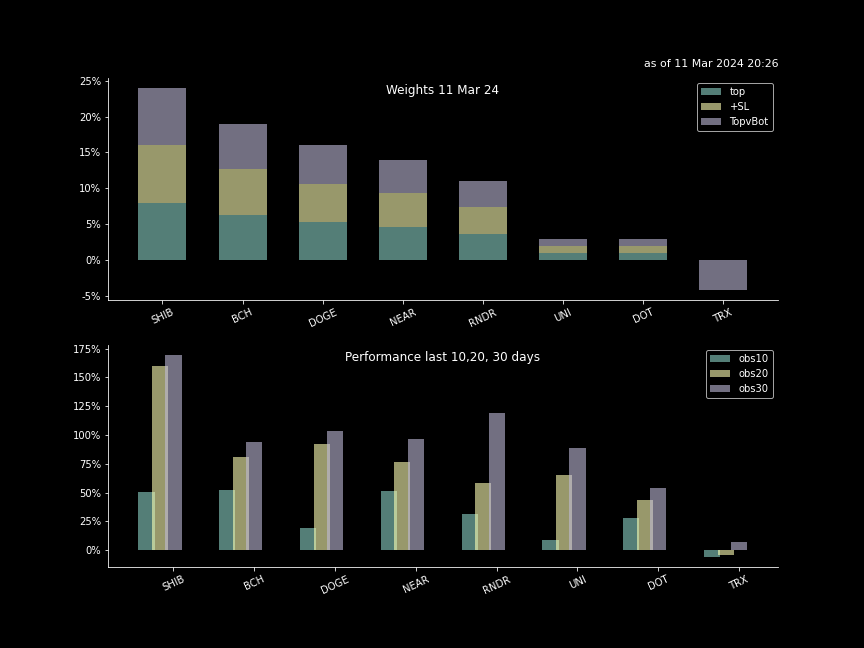 as of 11 Mar 2024 20:26
Weights 11 Mar 24
top
+SL
TopvBot
25%
20%
15%
10%
5%
0%
-5%
SHIB BCH DOGE NEAR RNDR UNI DOT TRX
Performance last 10,20, 30 days
obs10
obs20
obs30
175%
150%
125%
100%
75%
50%
25%
0%
SHIB BCH DOGE NEAR RNDR UNI DOT TRX